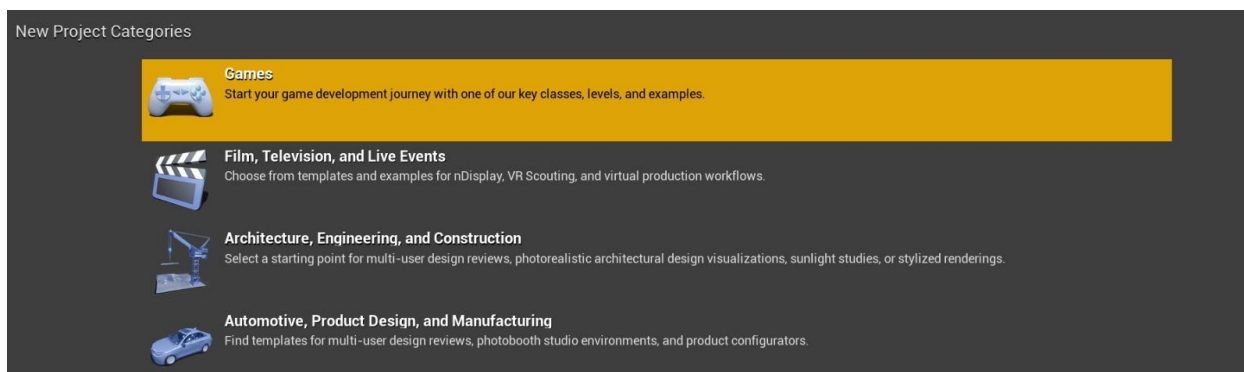 New Project Categories
Games
Start your game development journey with one of our key classes, levels, and examples.
Film, Television, and Live Events
Choose from templates and examples for nDisplay, VR Scouting, and virtual production workflows.
Architecture, Engineering, and Construction
Select a starting point for multi-user design reviews, photorealistic architectural design visualizations, sunlight studies, or stylized renderings.
Automotive, Product Design, and Manufacturing
Find templates for multi-user design reviews, photobooth studio environments, and product configurators.